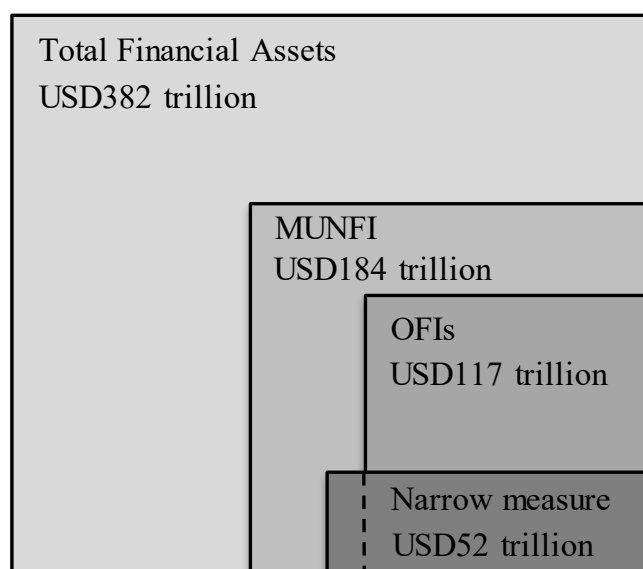 Total Financial Assets
USD382 trillion
MUNFI
USD184 trillion
OFIs
USD117 trillion
Narrow measure
USD52 trillion